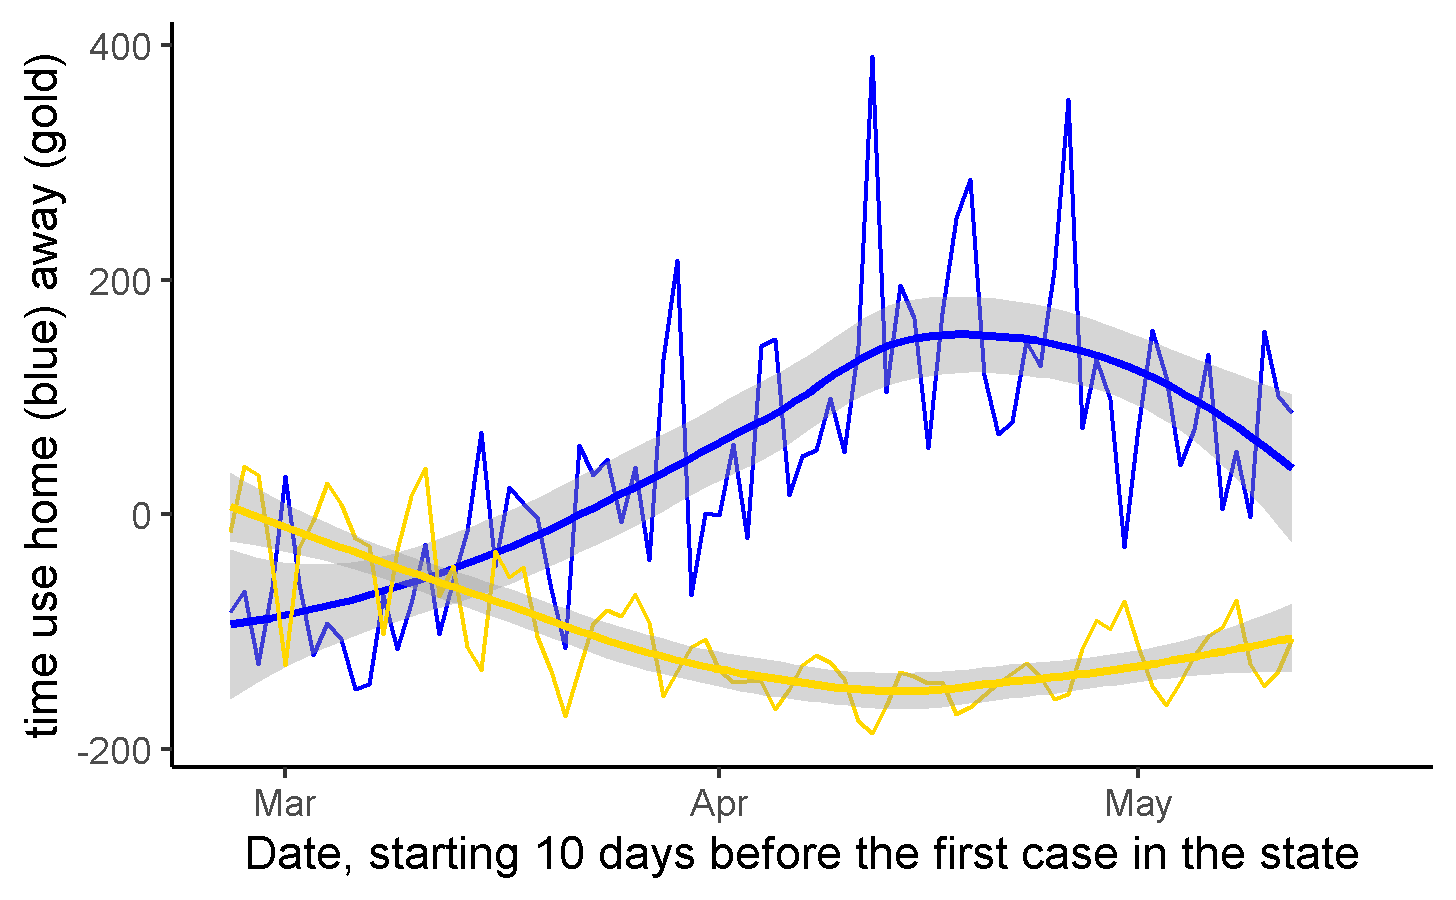 time use home (blue) away (gold)
400
200
0
-200
Mar
Apr
May
Date, starting 10 days before the first case in the state